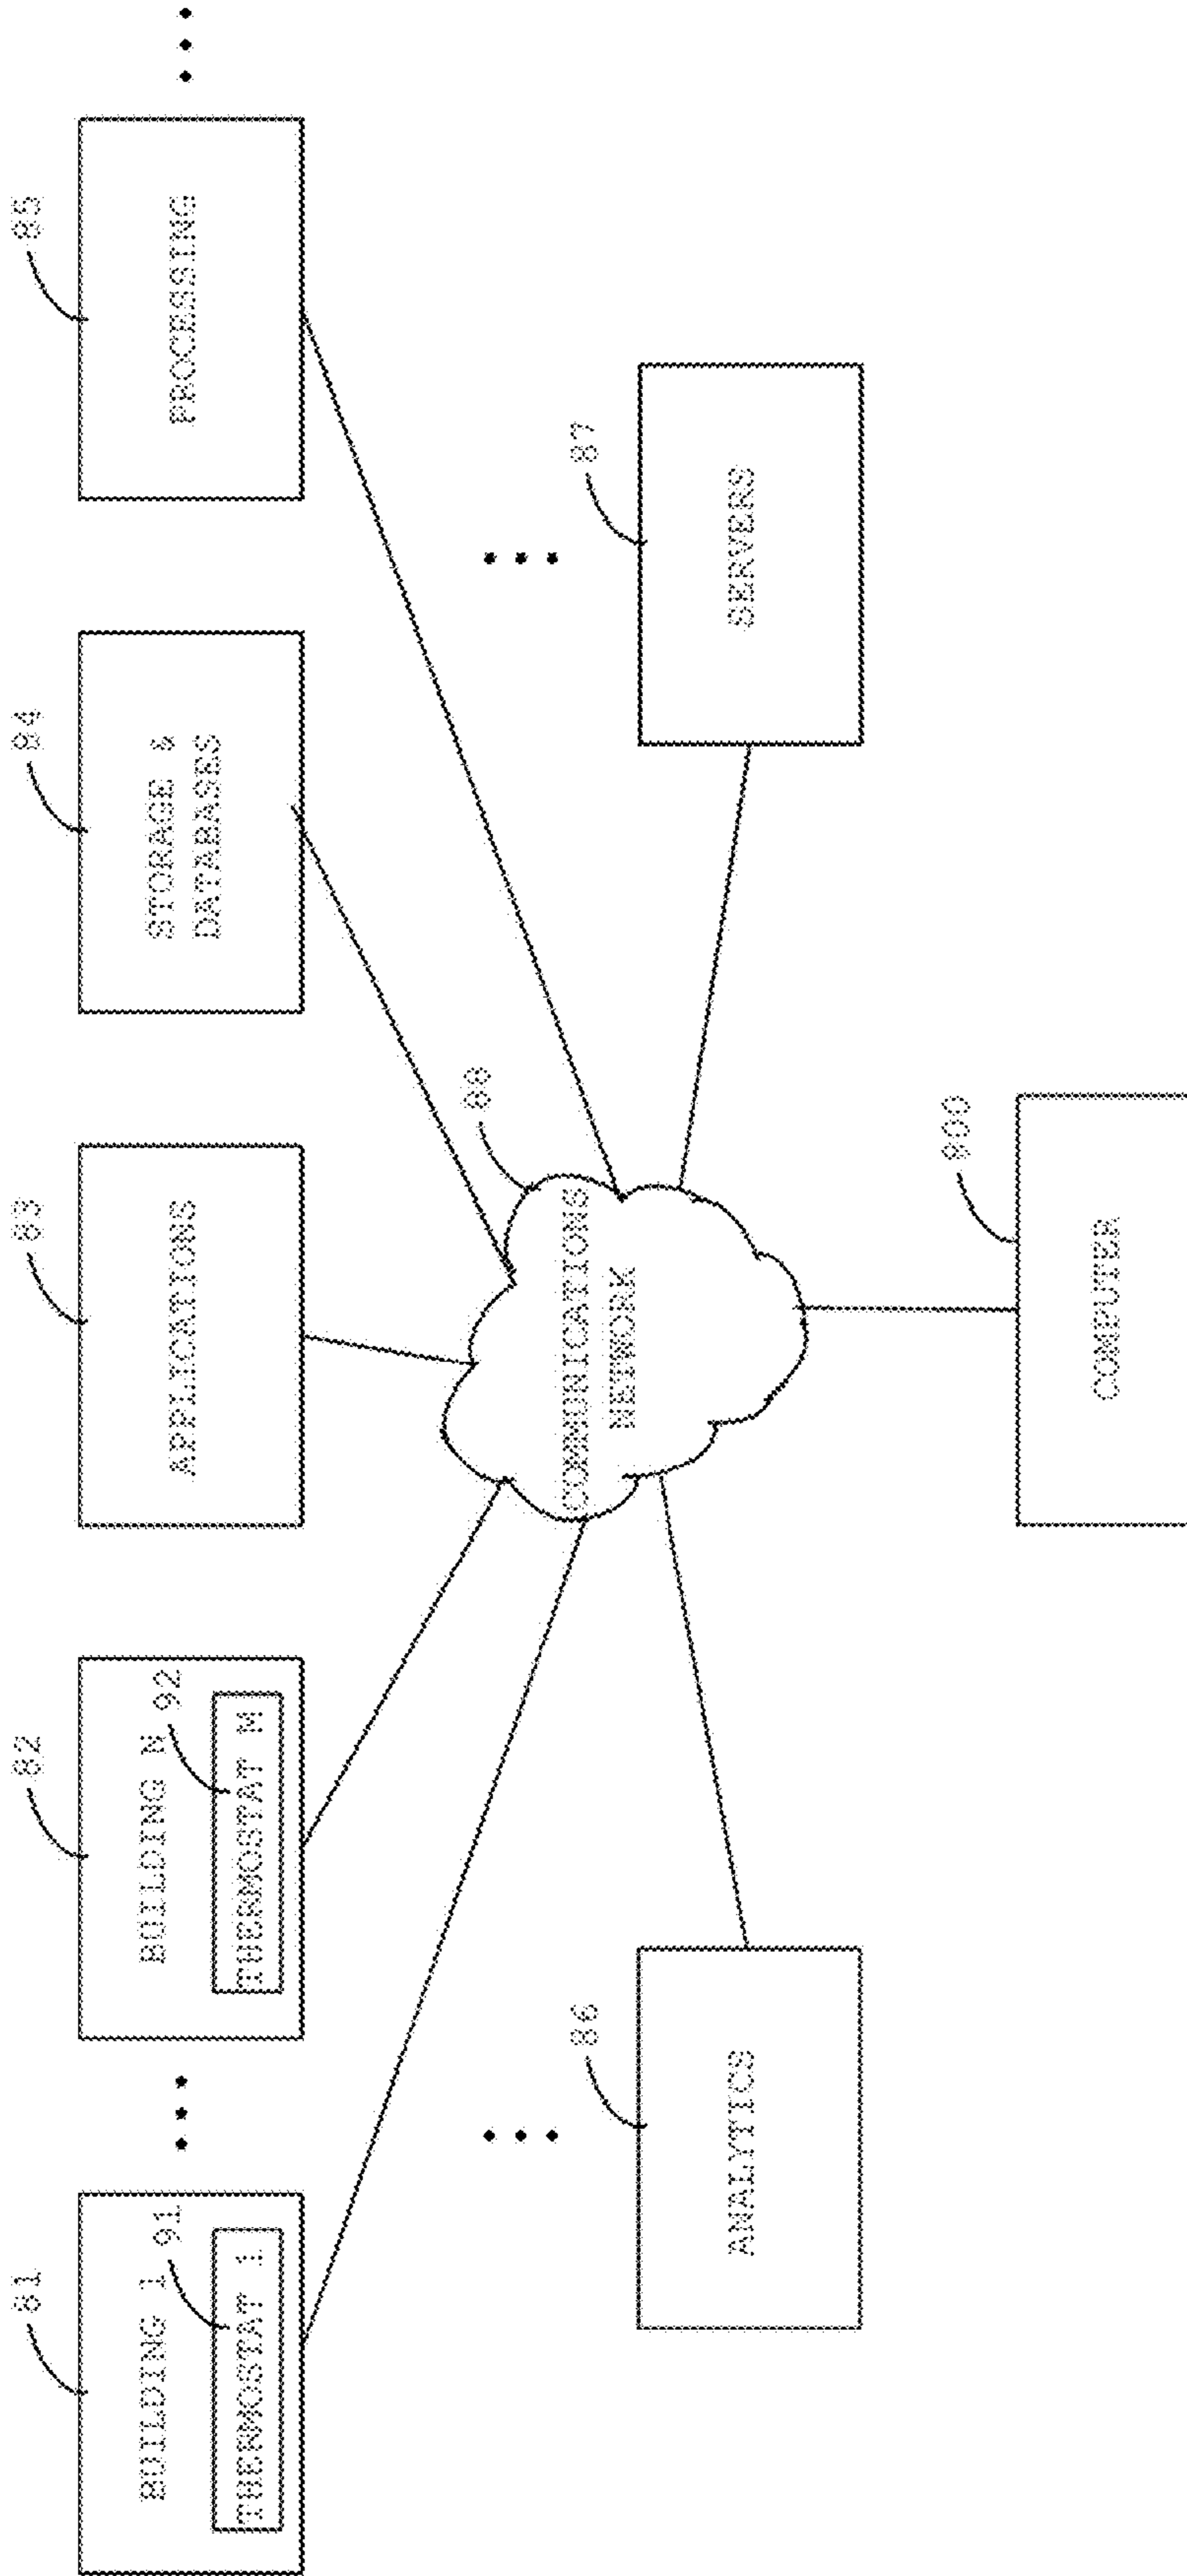 81
BUILDING 1
91
THERMOSTAT 1
82
BUILDING N
92
THERMOSTAT M
83
APPLICATIONS
84
STORAGE &
DATABASES
85
PROCESSING
88
COMMUNICATIONS
NETWORK
86
ANALYTICS
87
SERVERS
900
COMPUTER